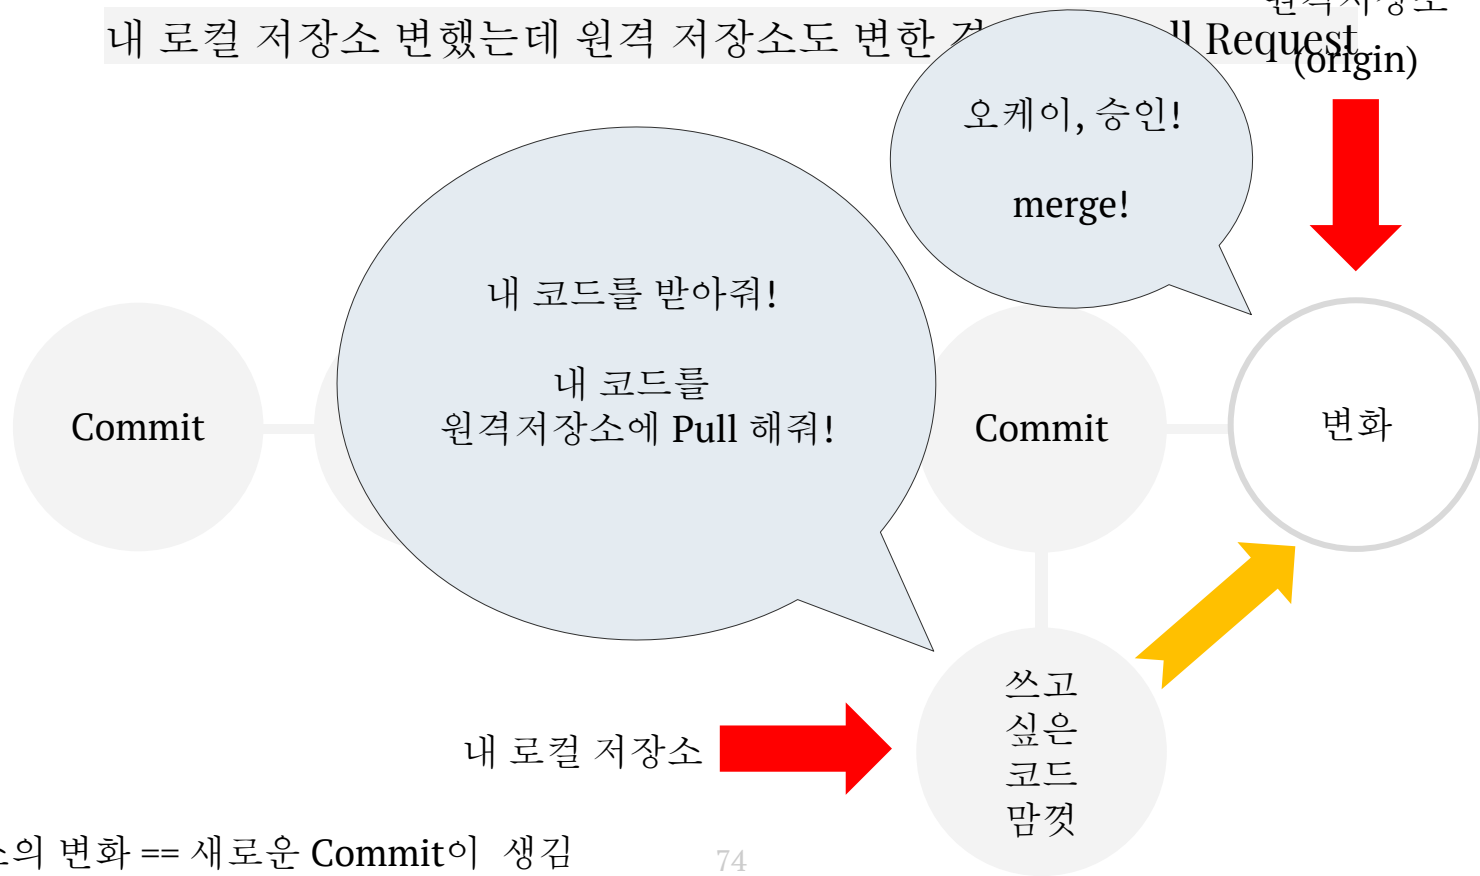 내 로컬 저장소 변했는데 원격 저장소도 변한 Request
(origin)
오케이, 승인!
merge!
내 코드를 받아줘!
내 코드를
원격저장소에 Pull 해줘!
Commit
Commit
변화
쓰고
싶은
코드
맘껏
내 로컬 저장소
변화 == 새로운 Commit이 생김
74